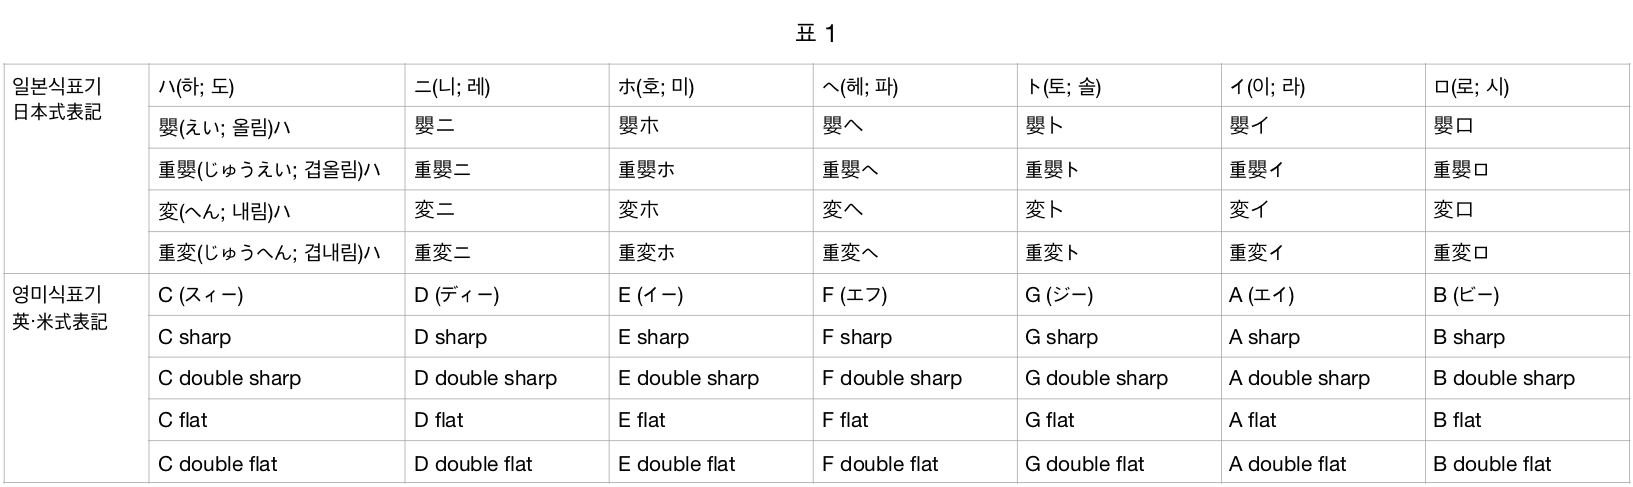 표 1
일본식표기 ハ(하; 도) ニ(니; 레) ホ(호; 미) ヘ(헤; 파) ト(토; 솔) イ(이; 라) ロ(로; 시)
日本式表記
嬰(えい; 올림)ハ 嬰ニ 嬰ホ 嬰ヘ 嬰ト 嬰イ 嬰ロ
重嬰(じゅうえい; 겹올림)ハ 重嬰ニ 重嬰ホ 重嬰ヘ 重嬰ト 重嬰イ 重嬰ロ
変(へん; 내림)ハ 変ニ 変ホ 変ヘ 変ト 変イ 変ロ
重変(じゅうへん; 겹내림)ハ 重変ニ 重変ホ 重変ヘ 重変ト 重変イ 重変ロ
영미식표기 C (スィー) D (ディー) E (イー) F (エフ) G (ジー) A (エイ) B (ビー)
英·米式表記
C sharp D sharp E sharp F sharp G sharp A sharp B sharp
C double sharp D double sharp E double sharp F double sharp G double sharp A double sharp B double sharp
C flat D flat E flat F flat G flat A flat B flat
C double flat D double flat E double flat F double flat G double flat A double flat B double flat